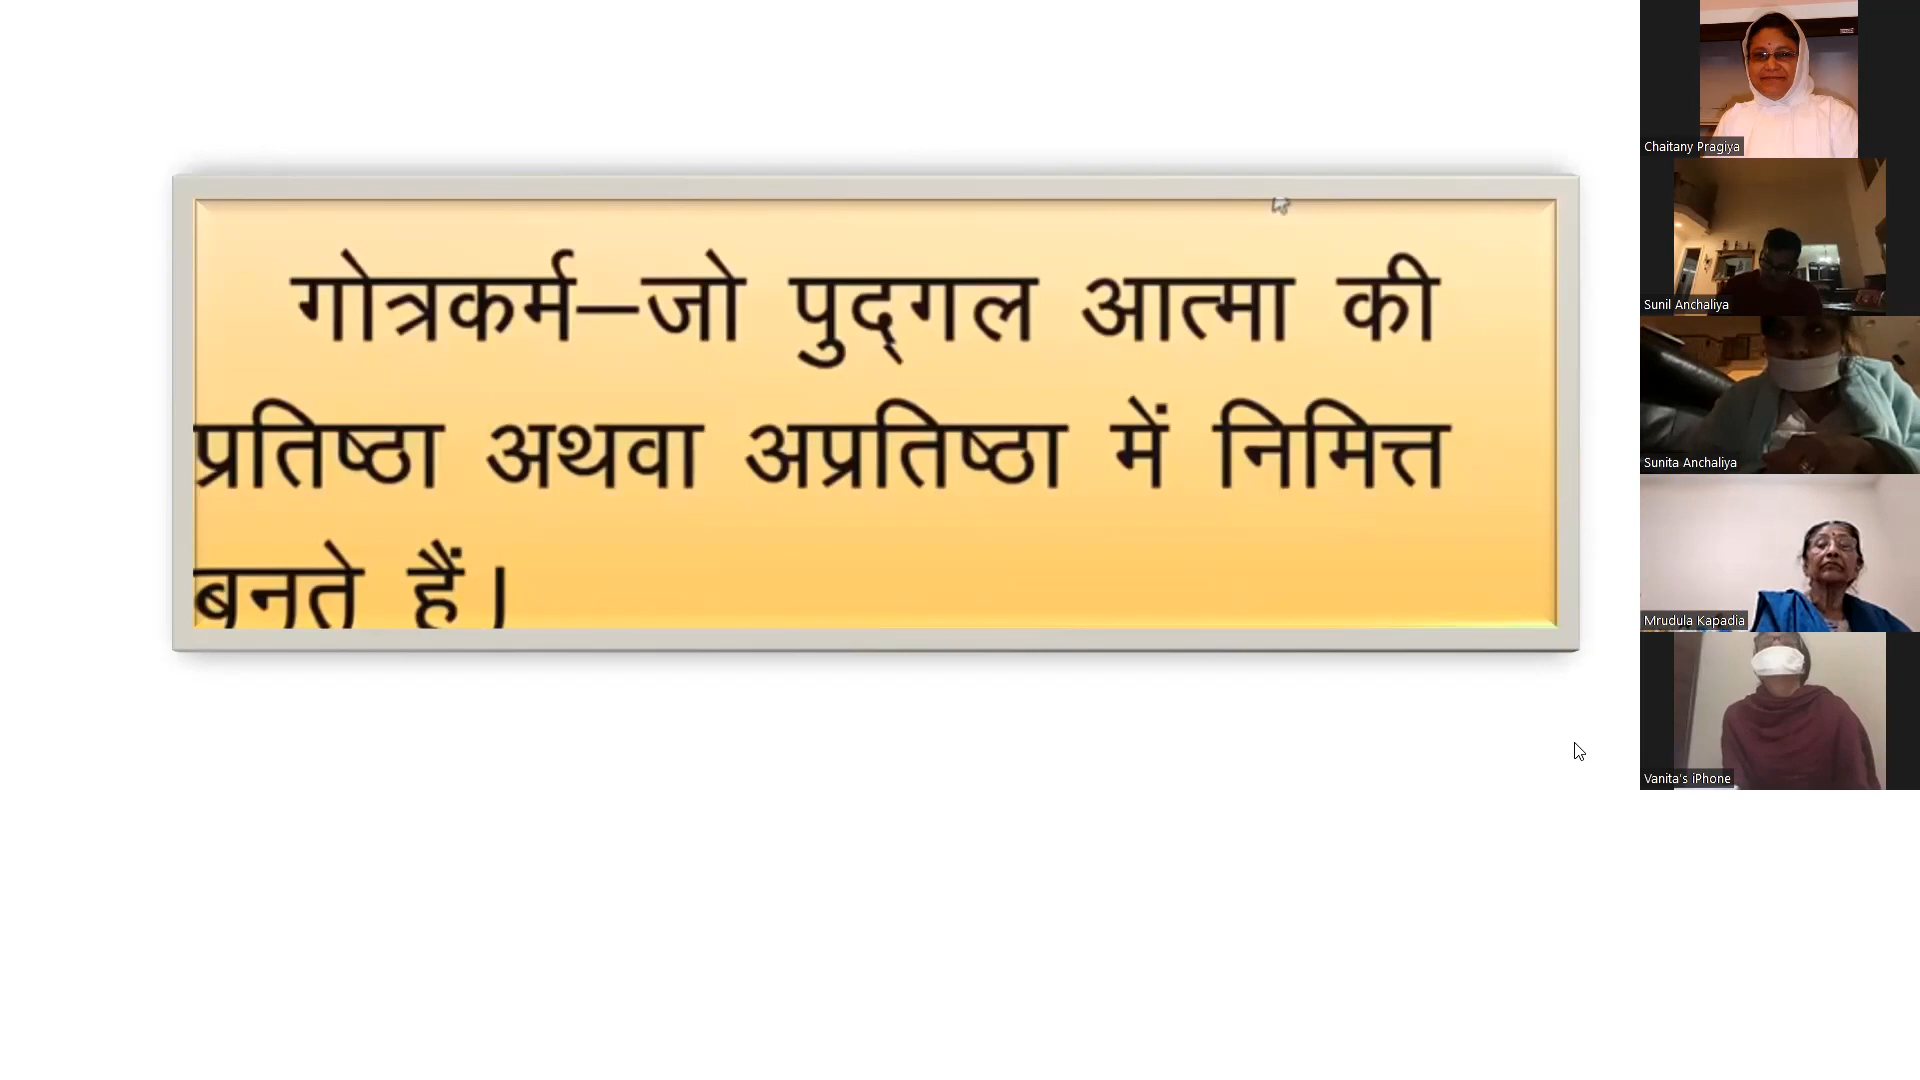 गोत्रकर्म—जो पुद्‌गल आत्मा की
प्रतिष्ठा अथवा अप्रतिष्ठा में निमित्त
बनते हैं।
Chaitany Pragiya
Sunil Anchaliya
Sunita Anchaliya
Mrudula Kapadia
Vanita's iPhone